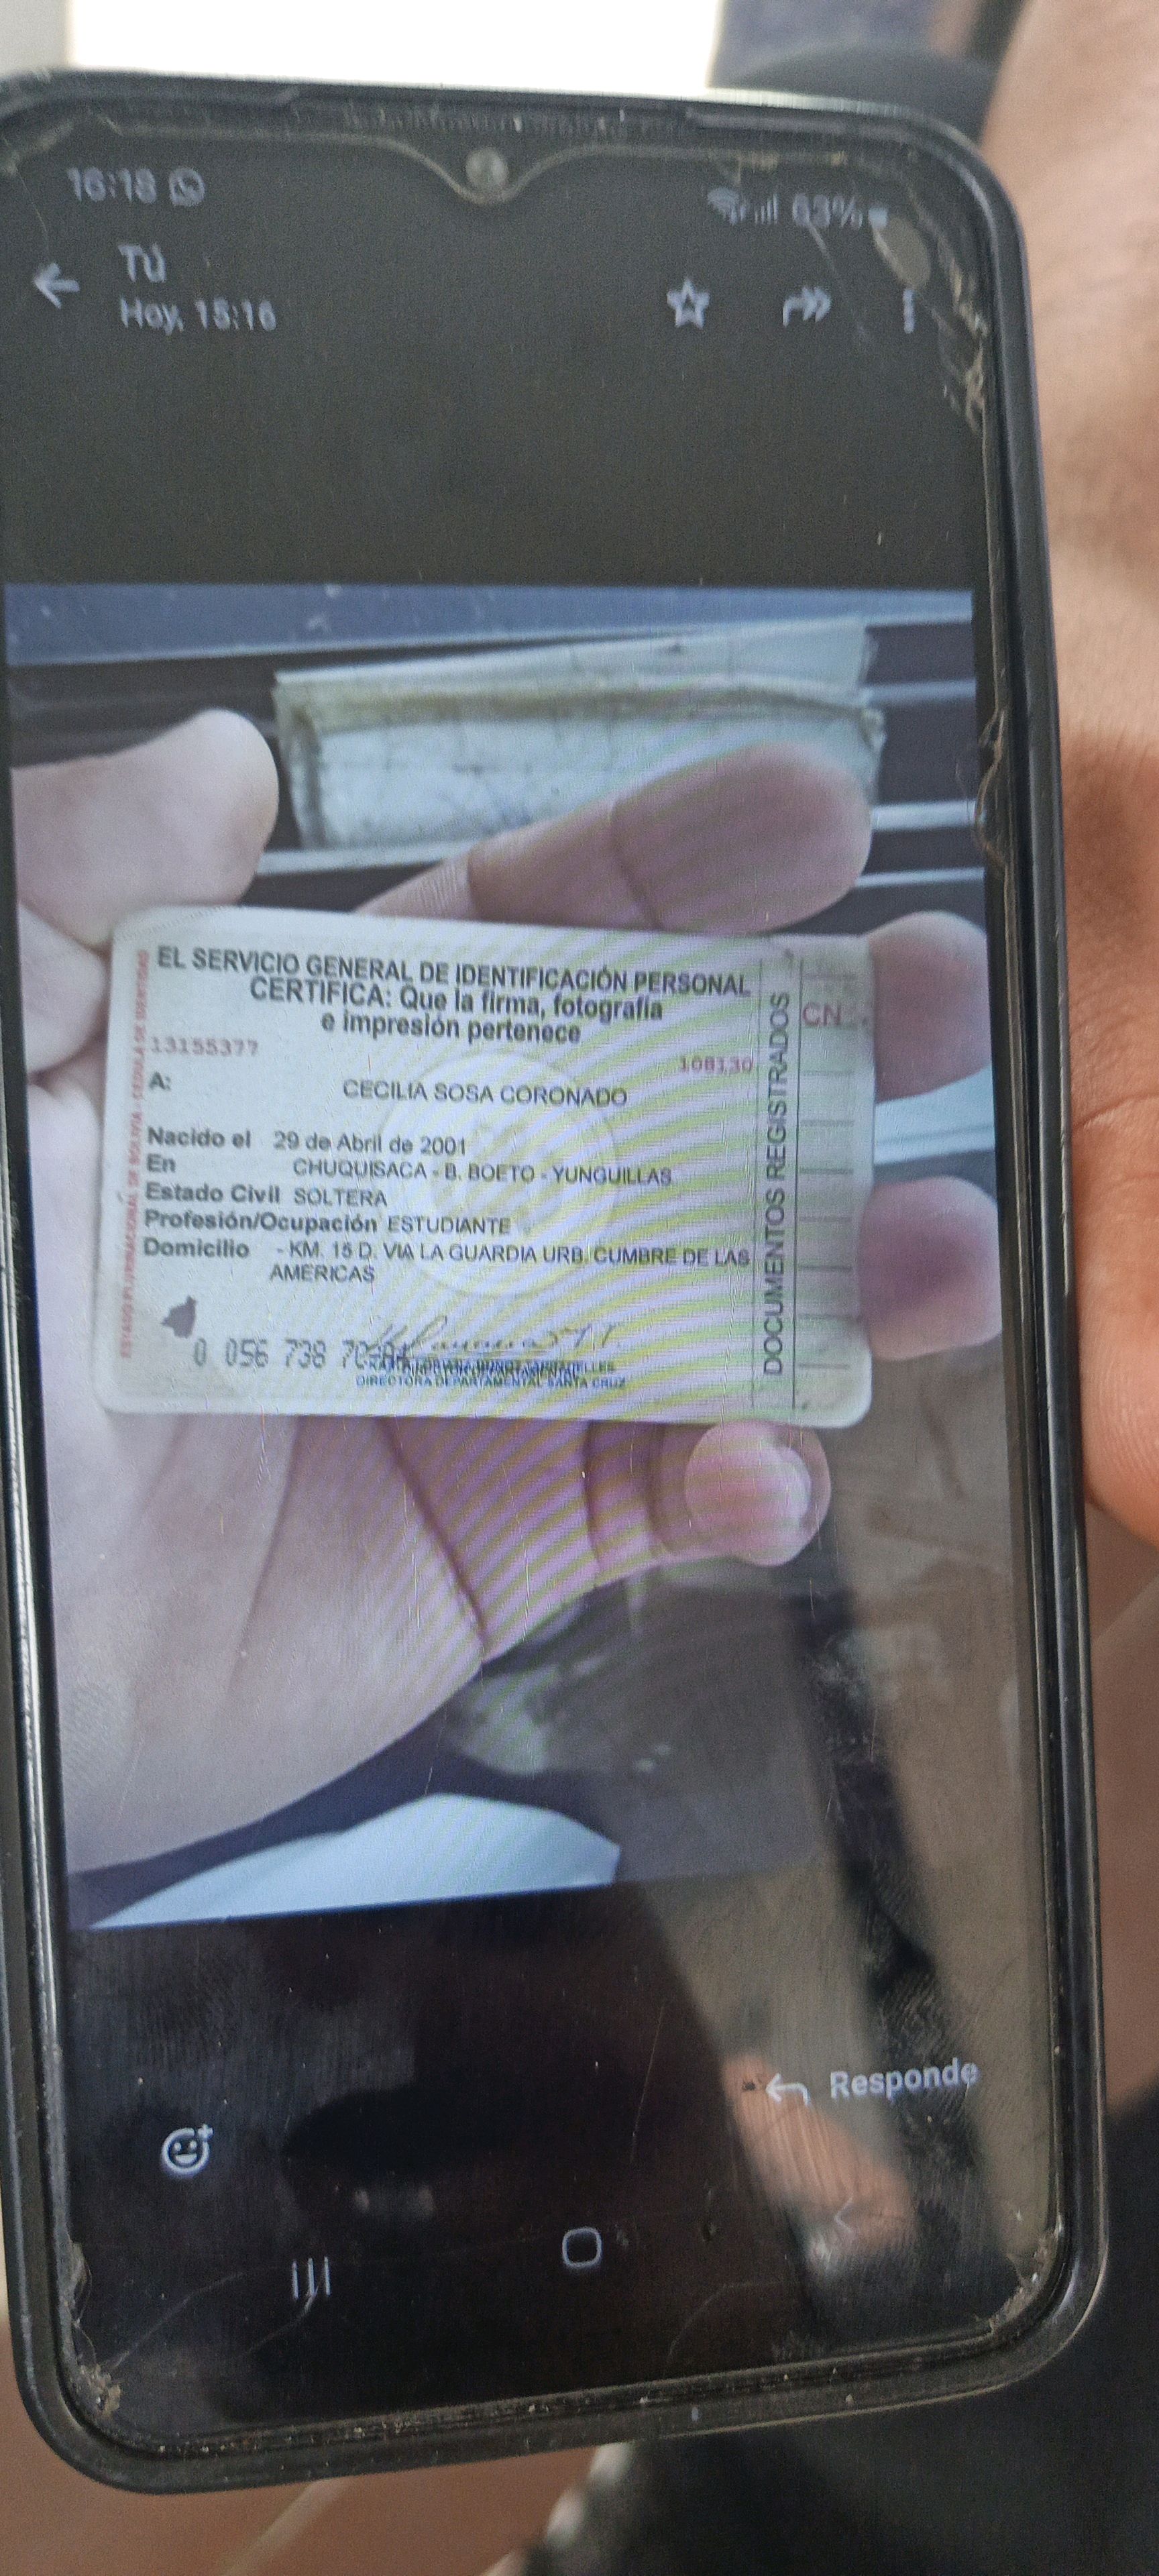 16:18
63%
Tú
Hoy, 15:16
EL SERVICIO GENERAL DE IDENTIFICACIÓN PERSONAL
CERTIFICA: Que la firma, fotografía
e impresión pertenece
13155377
108130
A: CECILIA SOSA CORONADO
Nacido el 29 de Abril de 2001
En CHUQUISACA - B. BOETO - YUNGUILLAS
Estado Civil SOLTERA
Profesión/Ocupación ESTUDIANTE
Domicilio - KM. 15 D. VIA LA GUARDIA URB. CUMBRE DE LAS
AMERICAS
0 056 738
DIRECTORA DEPARTAMENTAL SANTA CRUZ
ESTADO PLURINACIONAL DE BOLIVIA - CEDULA DE IDENTIDAD
DOCUMENTOS REGISTRADOS
CN
Responde